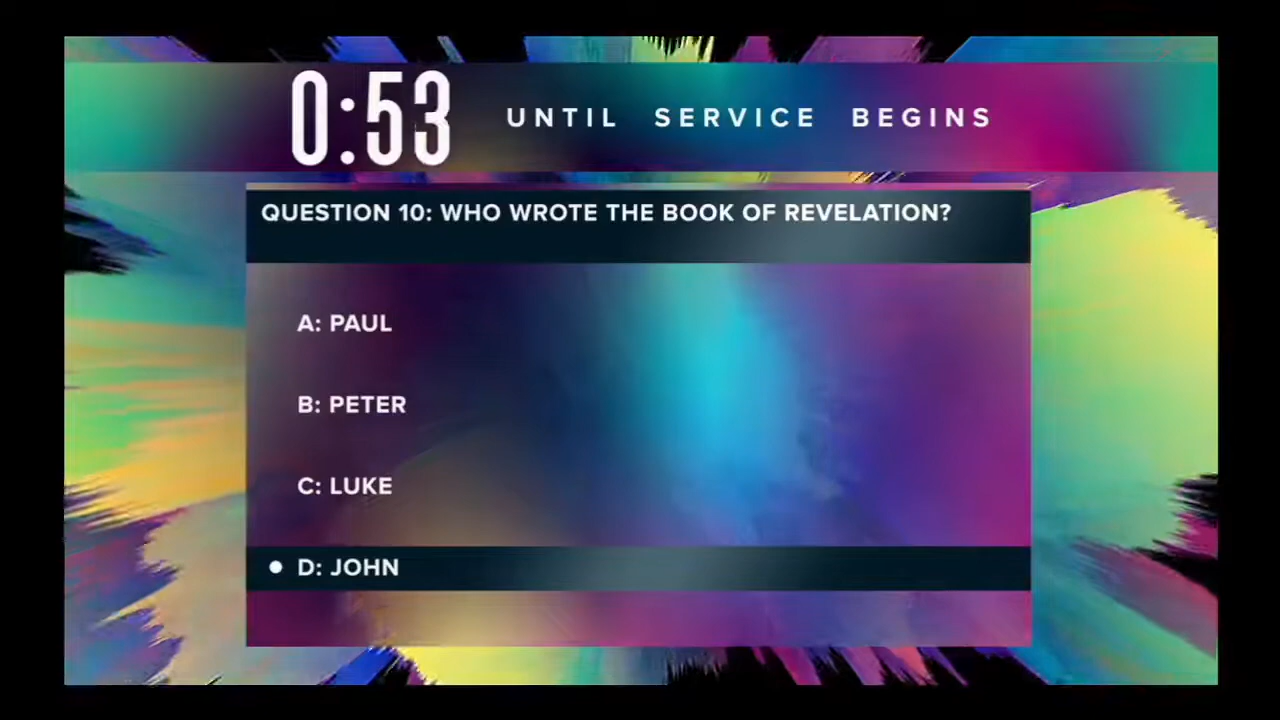 0:53 UNTIL SERVICE BEGINS
QUESTION 10: WHO WROTE THE BOOK OF REVELATION?
A: PAUL
B: PETER
C: LUKE
D: JOHN